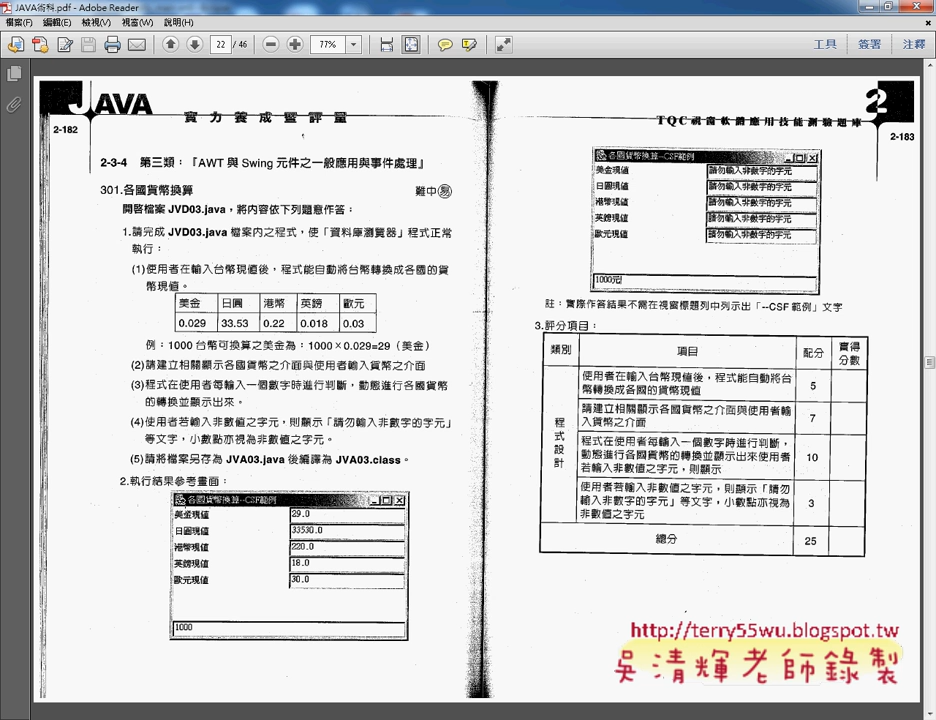 JAVA術科.pdf - Adobe Reader
檔案(F) 編輯(E) 檢視(V) 視窗(W) 說明(H)
22 / 46
77%
工具 簽署 注釋
JAVA
實力養成暨評量
2-182
2-3-4 第三類：『AWT 與 Swing 元件之一般應用與事件處理』
301.各國貨幣換算
難中易
開啓檔案 JVD03.java，將內容依下列題意作答：
1.請完成 JVD03.java 檔案內之程式，使「資料庫瀏覽器」程式正常
執行：
(1)使用者在輸入台幣現值後，程式能自動將台幣轉換成各國的貨
幣現值。
美金 日圓 港幣 英鎊 歐元
0.029 33.53 0.22 0.018 0.03
例：1000 台幣可換算之美金為：1000×0.029=29（美金）
(2)請建立相關顯示各國貨幣之介面與使用者輸入貨幣之介面
(3)程式在使用者每輸入一個數字時進行判斷，動態進行各國貨幣
的轉換並顯示出來。
(4)使用者若輸入非數值之字元，則顯示「請勿輸入非數字的字元」
等文字，小數點亦視為非數值之字元。
(5)請將檔案另存為 JVA03.java 後編譯為 JVA03.class。
2.執行結果參考畫面：
各國貨幣換算--CSF範例
美金現值 29.0
日圓現值 33530.0
港幣現值 220.0
英鎊現值 18.0
歐元現值 30.0
1000
2
TQC視窗軟體應用技能測驗題庫
2-183
各國貨幣換算--CSF範例
美金現值 請勿輸入非數字的字元
日圓現值 請勿輸入非數字的字元
港幣現值 請勿輸入非數字的字元
英鎊現值 請勿輸入非數字的字元
歐元現值 請勿輸入非數字的字元
1000元
註：實際作答結果不需在視窗標題列中列示出「--CSF 範例」文字
3.評分項目：
類別 項目 配分 實得
分數
程式設計
使用者在輸入台幣現值後，程式能自動將台
幣轉換成各國的貨幣現值
5
請建立相關顯示各國貨幣之介面與使用者輸
入貨幣之介面
7
程式在使用者每輸入一個數字時進行判斷，
動態進行各國貨幣的轉換並顯示出來使用者
若輸入非數值之字元，則顯示
10
使用者若輸入非數值之字元，則顯示「請勿
輸入非數字的字元」等文字，小數點亦視為
非數值之字元
3
總分 25
http://terry55wu.blogspot.tw
吳清輝老師錄製